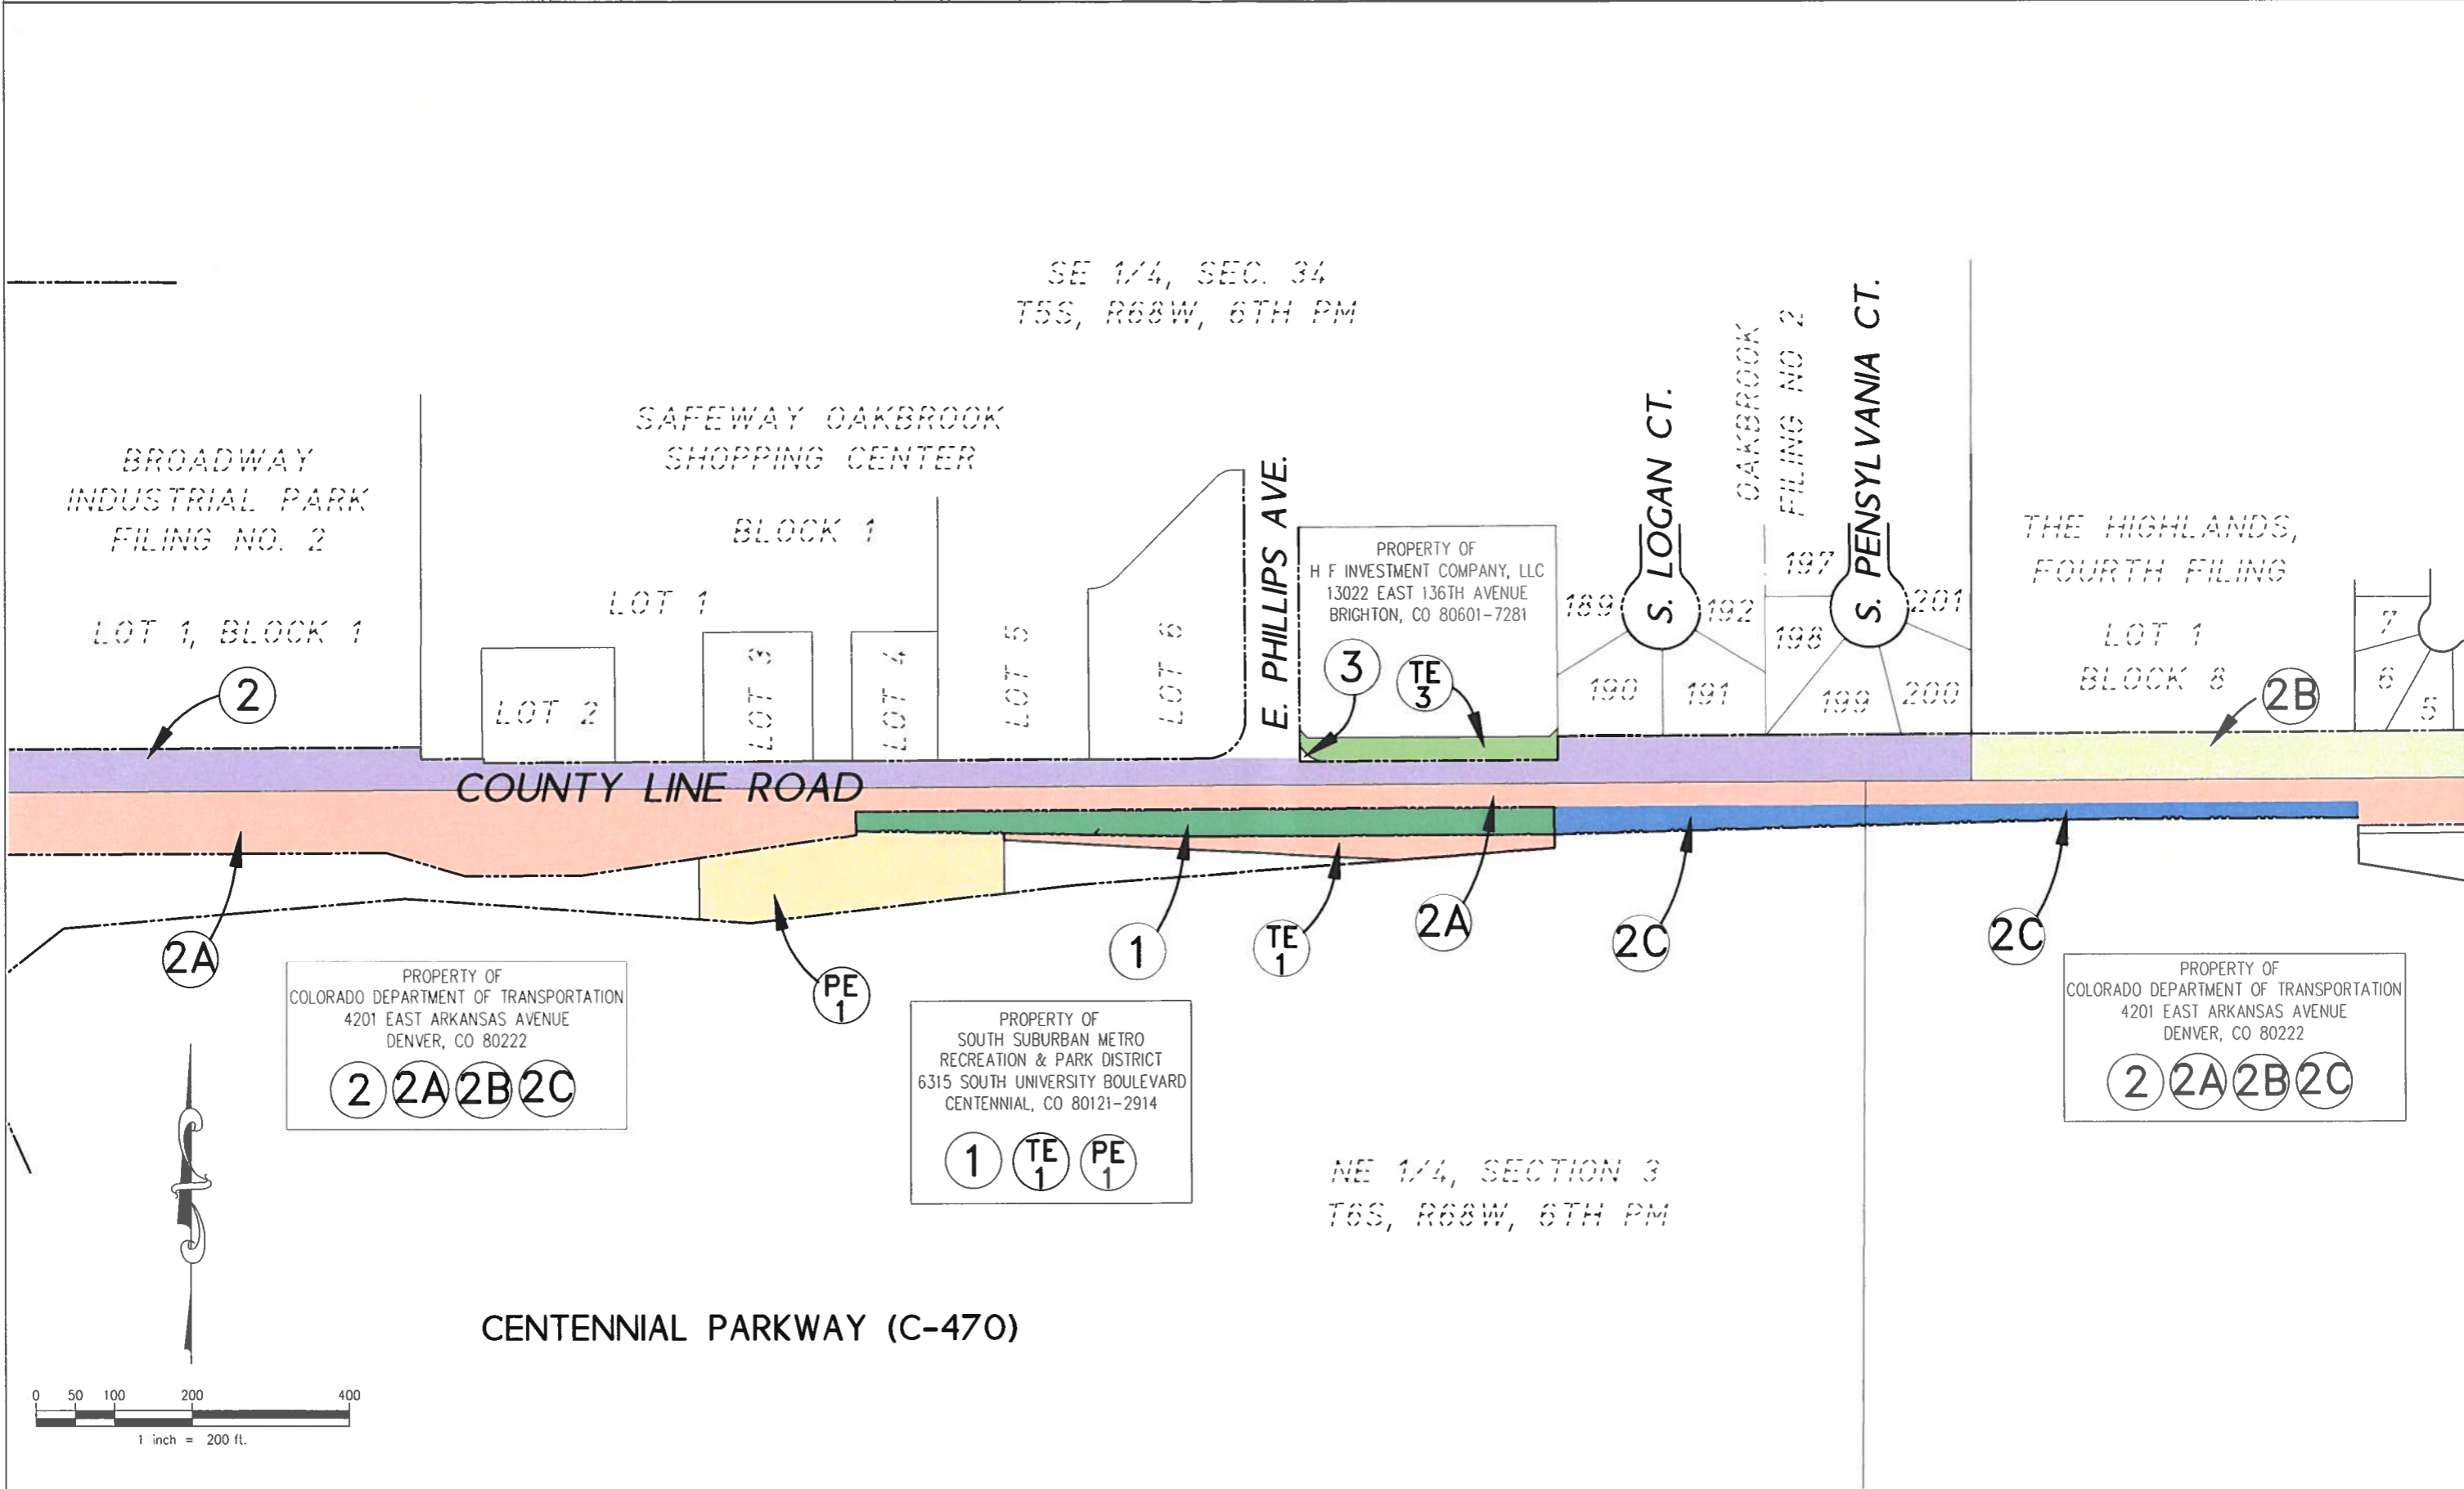 SE 1/4, SEC. 34
T5S, R68W, 6TH PM
SAFEWAY OAKBROOK
SHOPPING CENTER
BLOCK 1
BROADWAY
INDUSTRIAL PARK
FILING NO. 2
LOT 1, BLOCK 1
2
LOT 1
LOT 2
LOT 3
LOT 4
LOT 5
LOT 6
E. PHILLIPS AVE.
PROPERTY OF
H F INVESTMENT COMPANY, LLC
13022 EAST 136TH AVENUE
BRIGHTON, CO 80601-7281
3
TE
3
S. LOGAN CT.
OAKBROOK
FILING NO 2
S. PENSYLVANIA CT.
189
192
190
191
197
198
199
200
201
THE HIGHLANDS,
FOURTH FILING
LOT 1
BLOCK 8
2B
7
6
5
COUNTY LINE ROAD
2A
PE
1
1
TE
1
2A
2C
2C
PROPERTY OF
COLORADO DEPARTMENT OF TRANSPORTATION
4201 EAST ARKANSAS AVENUE
DENVER, CO 80222
2 2A 2B 2C
PROPERTY OF
SOUTH SUBURBAN METRO
RECREATION & PARK DISTRICT
6315 SOUTH UNIVERSITY BOULEVARD
CENTENNIAL, CO 80121-2914
1 TE 1 PE 1
PROPERTY OF
COLORADO DEPARTMENT OF TRANSPORTATION
4201 EAST ARKANSAS AVENUE
DENVER, CO 80222
2 2A 2B 2C
NE 1/4, SECTION 3
T6S, R68W, 6TH PM
CENTENNIAL PARKWAY (C-470)
0 50 100 200 400
1 inch = 200 ft.